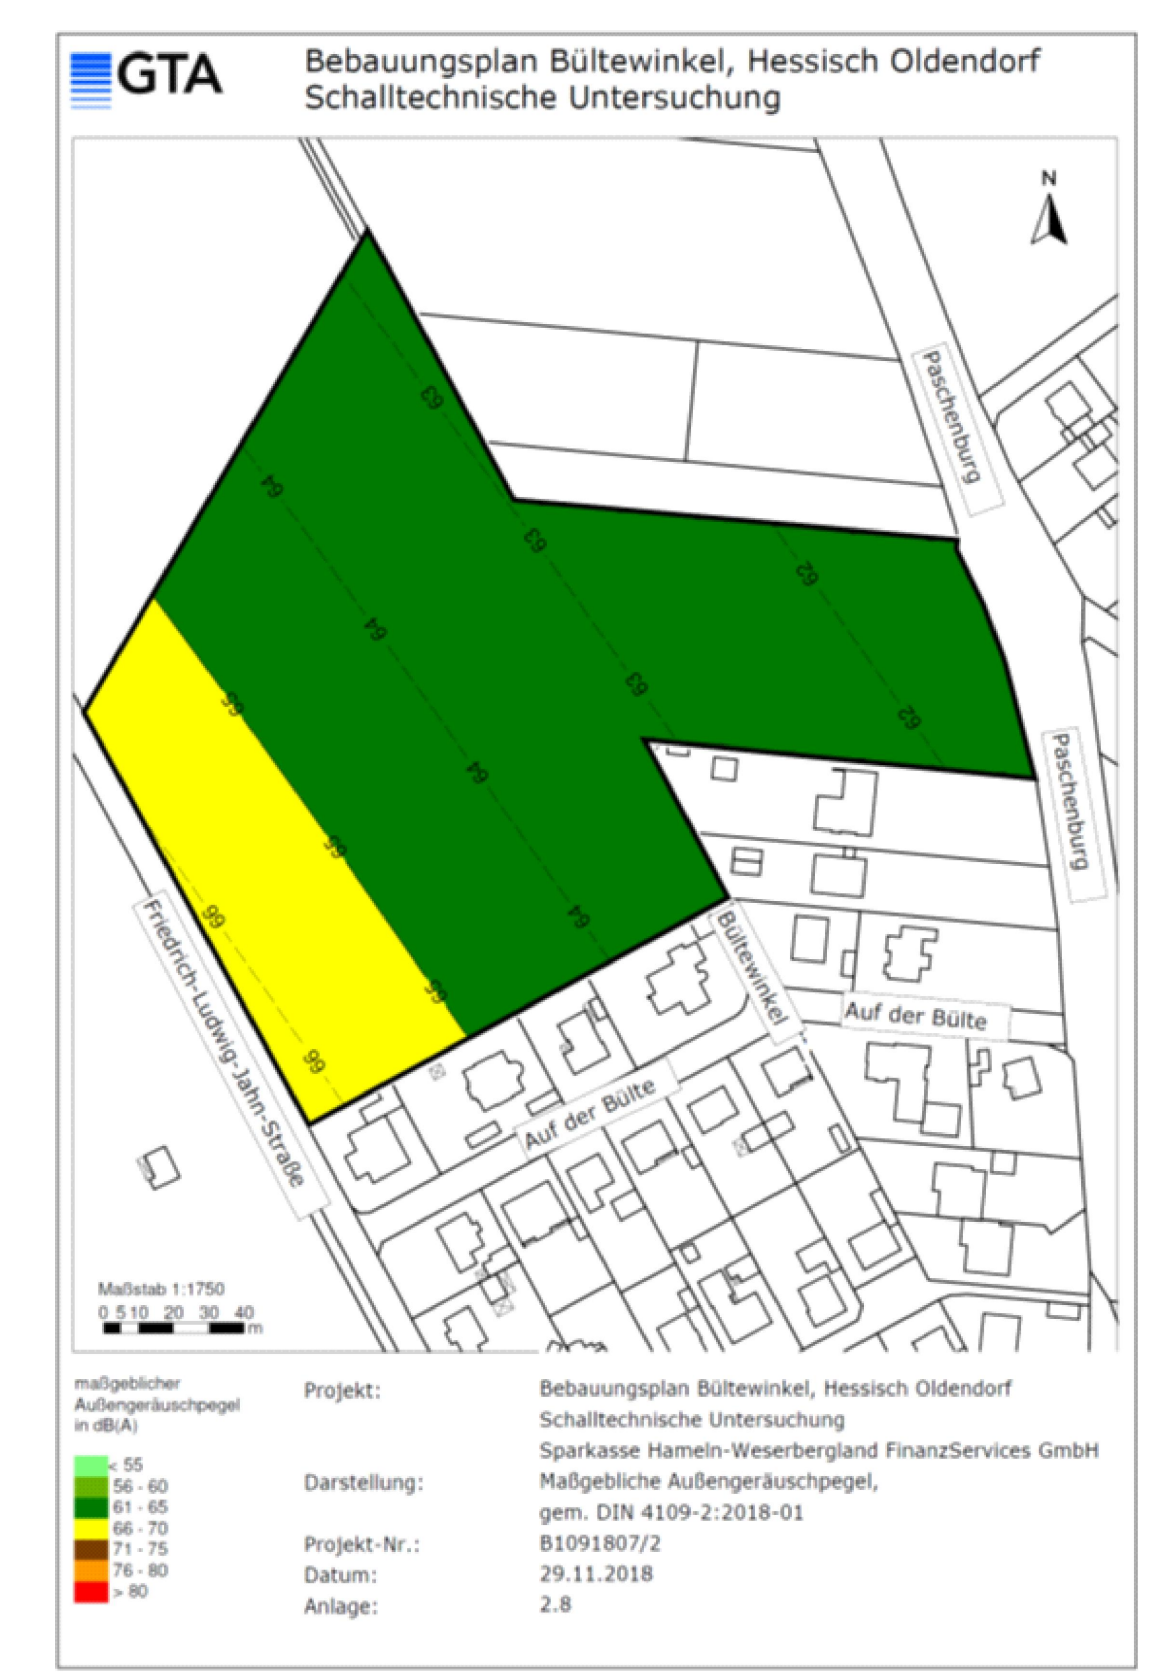 GTA
Bebauungsplan Bültewinkel, Hessisch Oldendorf
Schalltechnische Untersuchung
N
Paschenburg
63
64
63
62
64
63
65
62
64
Paschenburg
65
66
64
Bültewinkel
Friedrich-Ludwig-Jahn-Straße
65
Auf der Bülte
66
Auf der Bülte
Maßstab 1:1750
0 5 10 20 30 40
m
maßgeblicher
Außengeräuschpegel
in dB(A)
< 55
56 - 60
61 - 65
66 - 70
71 - 75
76 - 80
> 80
Projekt: Bebauungsplan Bültewinkel, Hessisch Oldendorf
Schalltechnische Untersuchung
Sparkasse Hameln-Weserbergland FinanzServices GmbH
Darstellung: Maßgebliche Außengeräuschpegel,
gem. DIN 4109-2:2018-01
Projekt-Nr.: B1091807/2
Datum: 29.11.2018
Anlage: 2.8